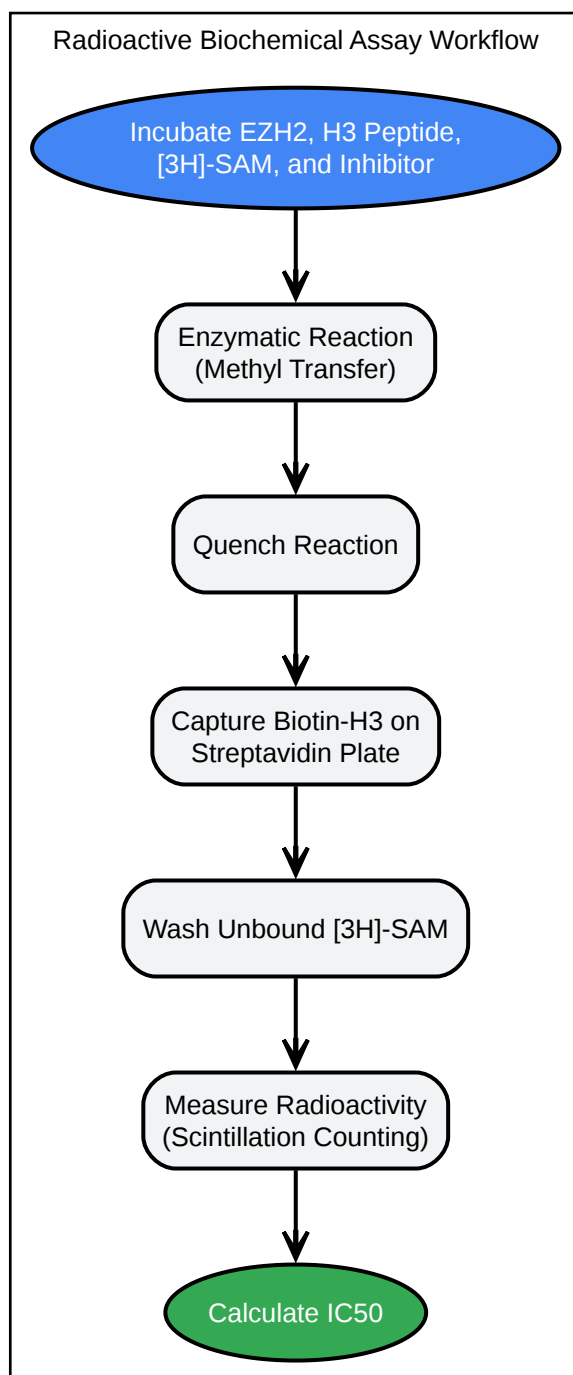 Radioactive Biochemical Assay Workflow
Incubate EZH2, H3 Peptide,
[3H]-SAM, and Inhibitor
Enzymatic Reaction
(Methyl Transfer)
Quench Reaction
Capture Biotin-H3 on
Streptavidin Plate
Wash Unbound [3H]-SAM
Measure Radioactivity
(Scintillation Counting)
Calculate IC50